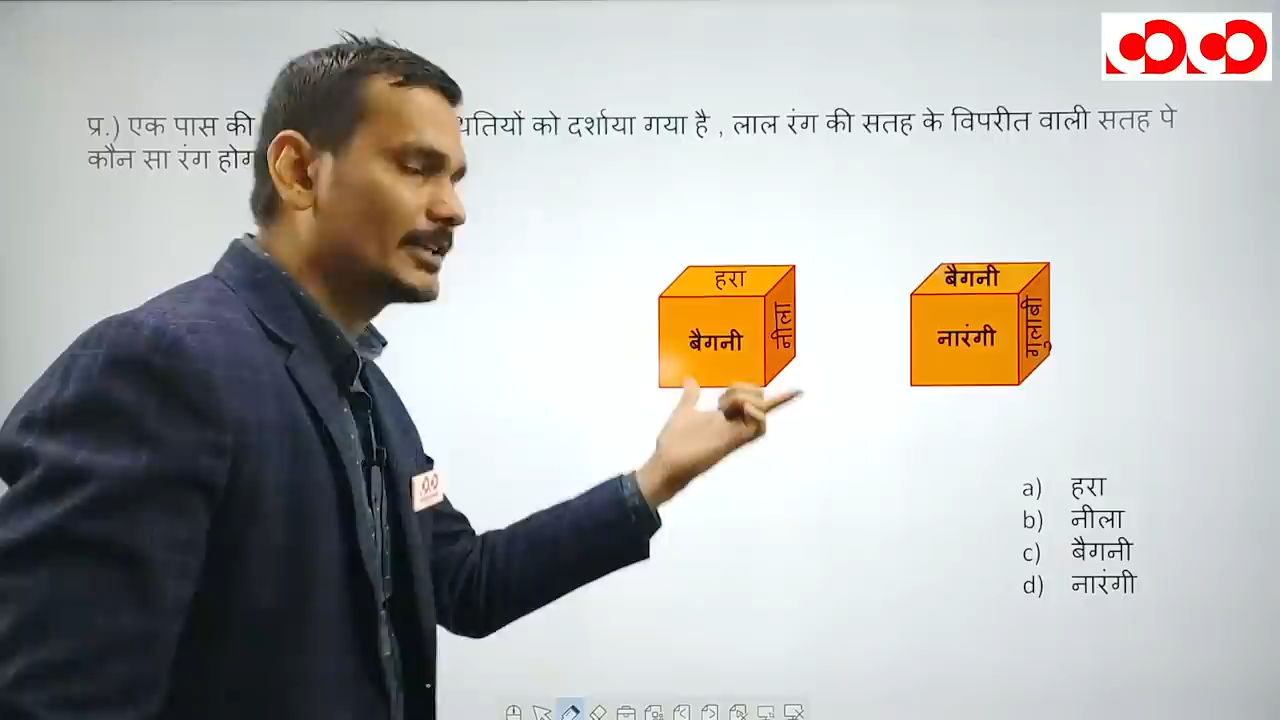 प्र.) एक पास की थतियों को दर्शाया गया है , लाल रंग की सतह के विपरीत वाली सतह पे
कौन सा रंग होग
हरा
बैगनी
नीला
बैगनी
नारंगी
गुलाबी
a) हरा
b) नीला
c) बैगनी
d) नारंगी